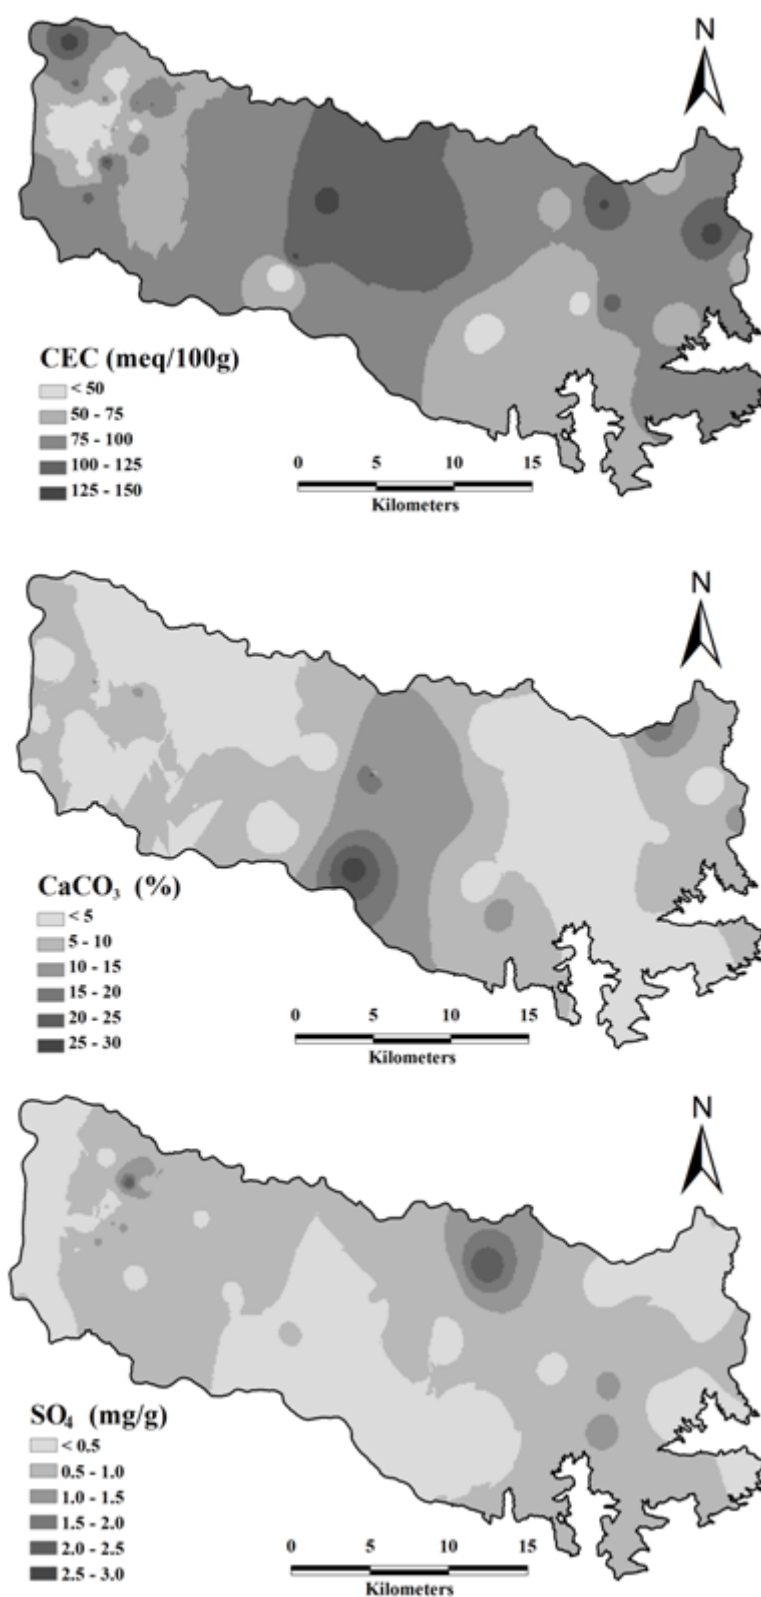 N
CEC (meq/100g)
< 50
50 - 75
75 - 100
100 - 125
125 - 150
0 5 10 15
Kilometers
N
CaCO₃ (%)
< 5
5 - 10
10 - 15
15 - 20
20 - 25
25 - 30
0 5 10 15
Kilometers
N
SO₄ (mg/g)
< 0.5
0.5 - 1.0
1.0 - 1.5
1.5 - 2.0
2.0 - 2.5
2.5 - 3.0
0 5 10 15
Kilometers